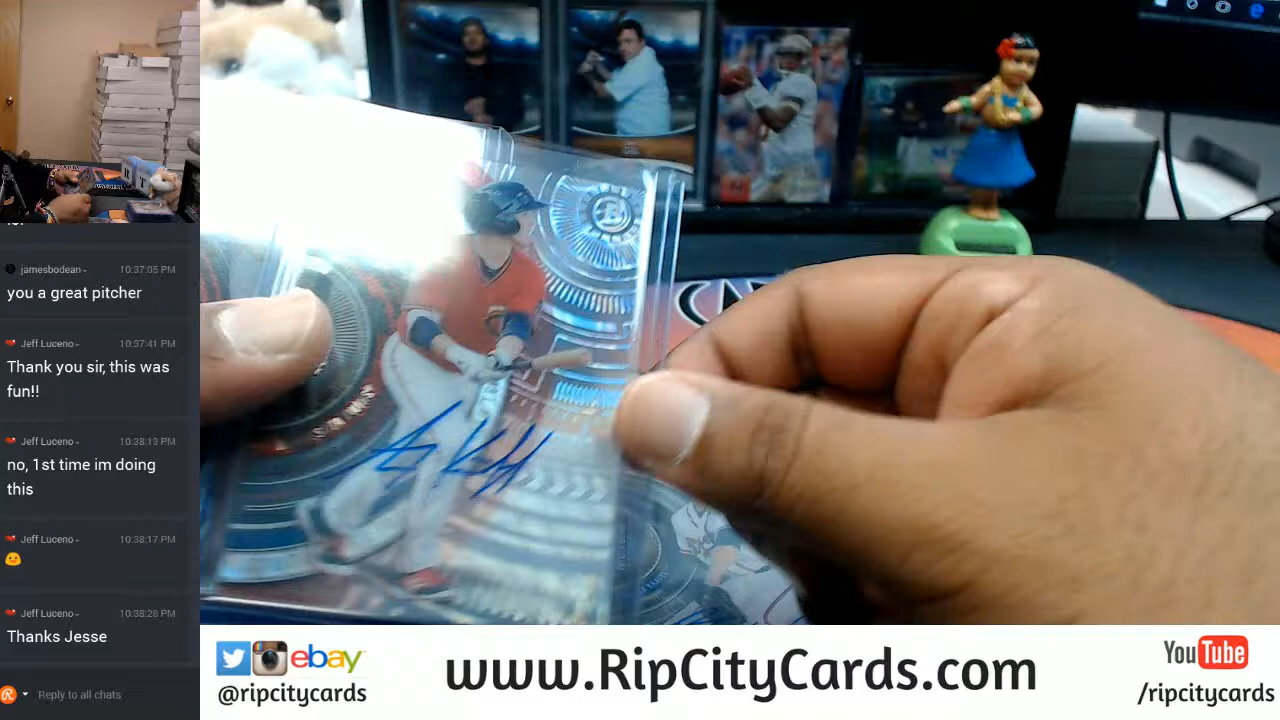 jamesbodean
10:37:05 PM
you a great pitcher
Jeff Luceno
10:37:41 PM
Thank you sir, this was
fun!!
Jeff Luceno
10:38:13 PM
no, 1st time im doing
this
Jeff Luceno
10:38:17 PM
Jeff Luceno
10:38:28 PM
Thanks Jesse
Reply to all chats
ebay
@ripcitycards
www.RipCityCards.com
YouTube
/ripcitycards